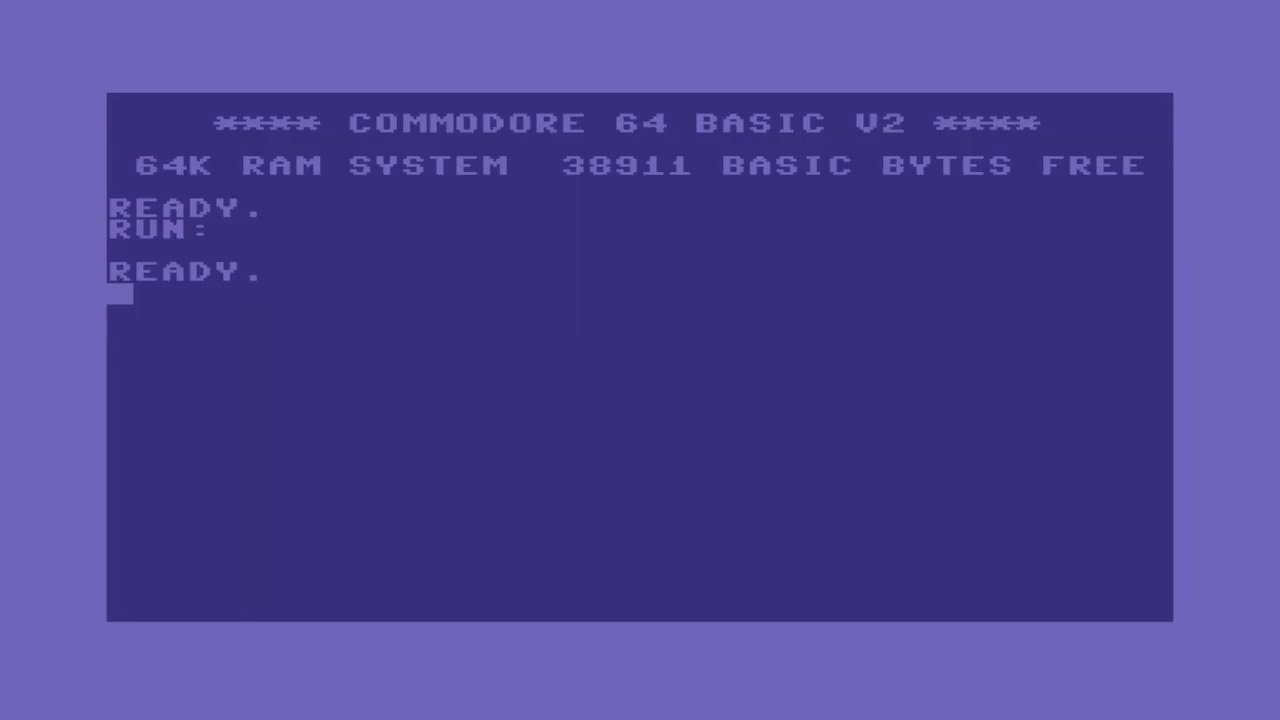 **** COMMODORE 64 BASIC V2 ****
64K RAM SYSTEM  38911 BASIC BYTES FREE
READY.
RUN:
READY.